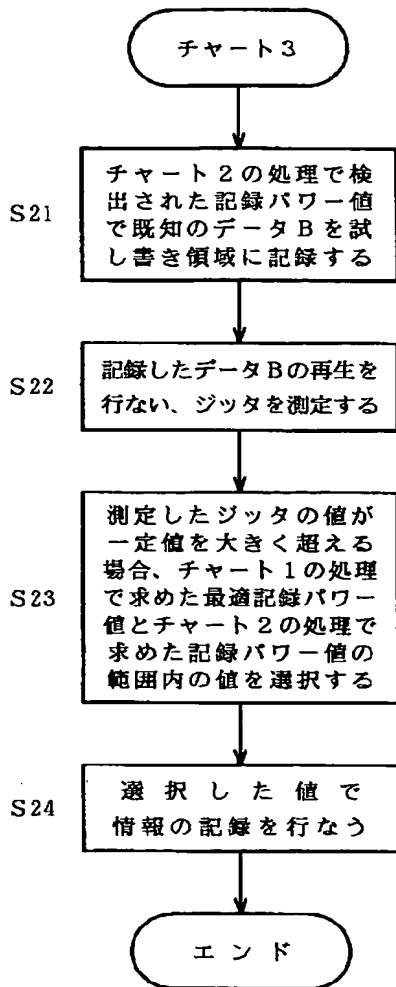 チャート3
S21
チャート2の処理で検
出された記録パワー値
で既知のデータBを試
し書き領域に記録する
S22
記録したデータBの再生を
行ない、ジッタを測定する
S23
測定したジッタの値が
一定値を大きく超える
場合、チャート1の処理
で求めた最適記録パワー
値とチャート2の処理で
求めた記録パワー値の
範囲内の値を選択する
S24
選択した値で
情報の記録を行なう
エンド